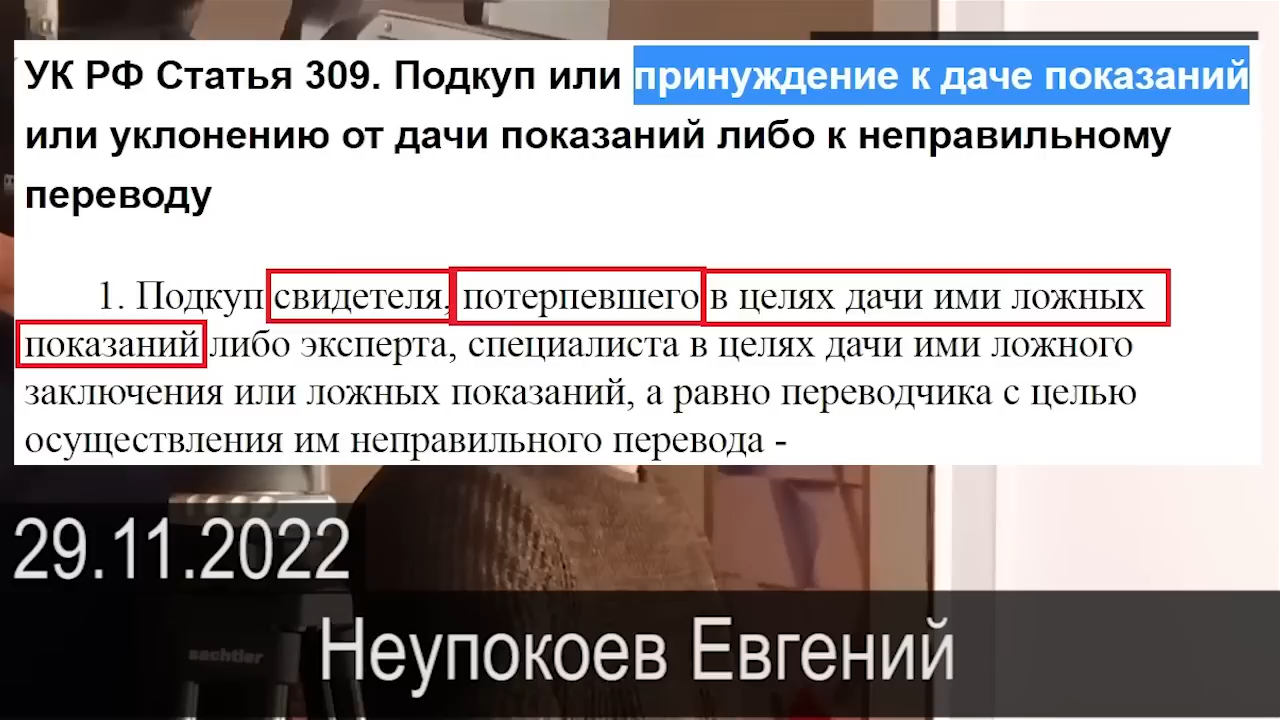 УК РФ Статья 309. Подкуп или принуждение к даче показаний
или уклонению от дачи показаний либо к неправильному
переводу
1. Подкуп свидетеля, потерпевшего в целях дачи ими ложных
показаний либо эксперта, специалиста в целях дачи ими ложного
заключения или ложных показаний, а равно переводчика с целью
осуществления им неправильного перевода -
29.11.2022
Неупокоев Евгений
sachtler